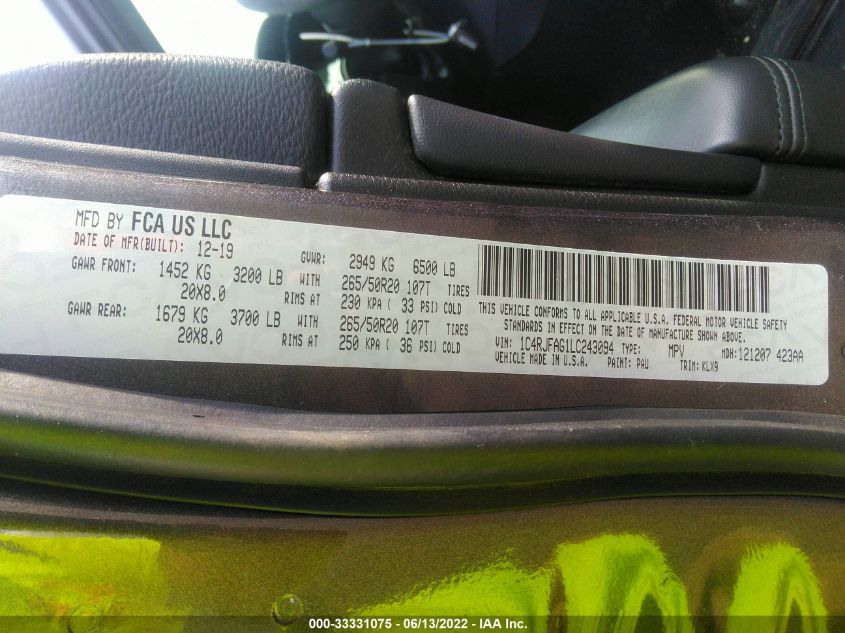 MFD BY FCA US LLC
DATE OF MFR(BUILT): 12-19 GVWR: 2949 KG 6500 LB
GAWR FRONT: 1452 KG 3200 LB WITH 265/50R20 107T TIRES
20X8.0 RIMS AT 230 KPA ( 33 PSI) COLD
GAWR REAR: 1679 KG 3700 LB WITH 265/50R20 107T TIRES
20X8.0 RIMS AT 250 KPA ( 36 PSI) COLD
THIS VEHICLE CONFORMS TO ALL APPLICABLE U.S.A. FEDERAL MOTOR VEHICLE SAFETY
STANDARDS IN EFFECT ON THE DATE OF MANUFACTURE SHOWN ABOVE.
VIN: 1C4RJFAG1LC243094 TYPE: MPV MDH: 121207 423AA
VEHICLE MADE IN U.S.A. PAINT: PAU TRIM: KLX9
000-33331075 - 06/13/2022 - IAA Inc.